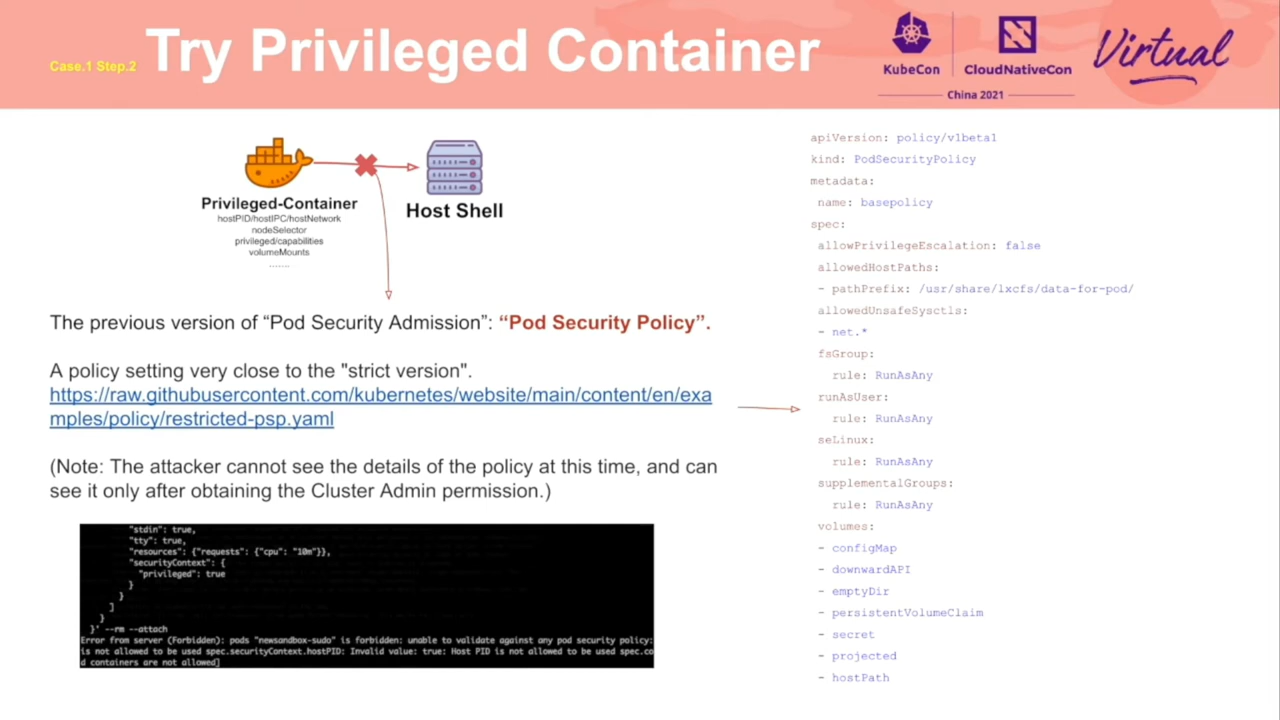 Case.1 Step.2 Try Privileged Container
KubeCon
CloudNativeCon
China 2021
Virtual
Privileged-Container
hostPID/hostIPC/hostNetwork
nodeSelector
privileged/capabilities
volumeMounts
.......
Host Shell
The previous version of “Pod Security Admission”: “Pod Security Policy”.
A policy setting very close to the "strict version".
https://raw.githubusercontent.com/kubernetes/website/main/content/en/exa
mples/policy/restricted-psp.yaml
(Note: The attacker cannot see the details of the policy at this time, and can
see it only after obtaining the Cluster Admin permission.)
"stdin": true,
"tty": true,
"resources": {"requests": {"cpu": "10m"}},
"securityContext": {
"privileged": true
}
}
]
}
}' --rm --attach
Error from server (Forbidden): pods "newsandbox-sudo" is forbidden: unable to validate against any pod security policy:
is not allowed to be used spec.securityContext.hostPID: Invalid value: true: Host PID is not allowed to be used spec.co
d containers are not allowed]
apiVersion: policy/v1beta1
kind: PodSecurityPolicy
metadata:
name: basepolicy
spec:
allowPrivilegeEscalation: false
allowedHostPaths:
- pathPrefix: /usr/share/lxcfs/data-for-pod/
allowedUnsafeSysctls:
- net.*
fsGroup:
rule: RunAsAny
runAsUser:
rule: RunAsAny
seLinux:
rule: RunAsAny
supplementalGroups:
rule: RunAsAny
volumes:
- configMap
- downwardAPI
- emptyDir
- persistentVolumeClaim
- secret
- projected
- hostPath